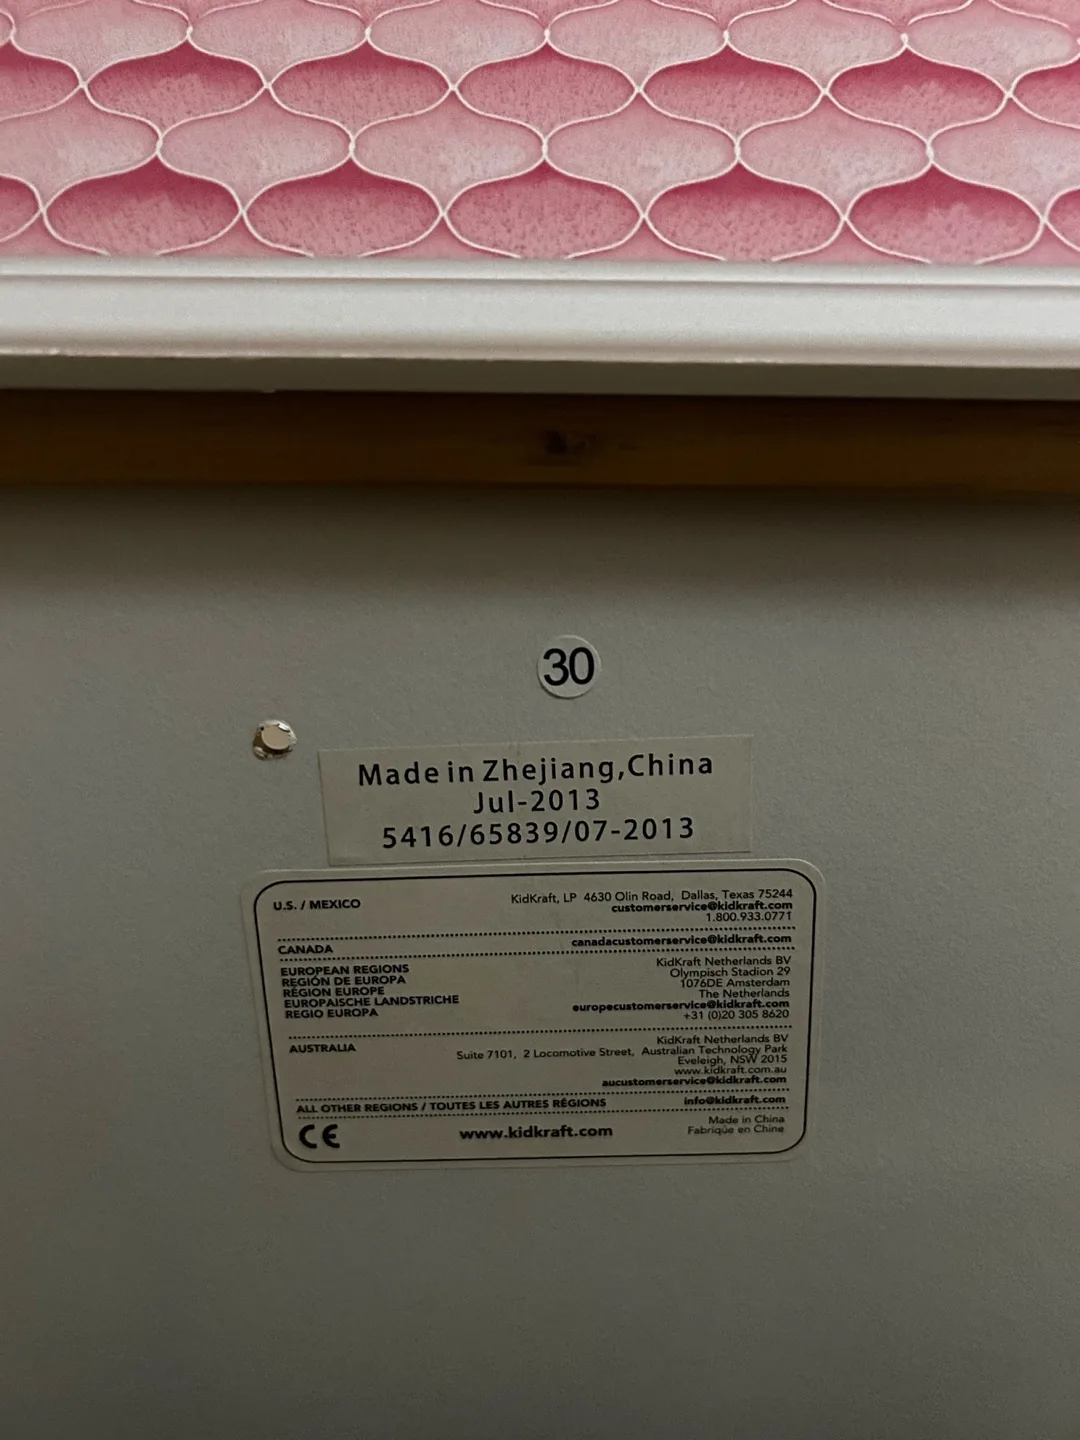 30
Made in Zhejiang,China
Jul-2013
5416/65839/07-2013
U.S. / MEXICO
KidKraft, LP 4630 Olin Road, Dallas, Texas 75244
customerservice@kidkraft.com
1.800.933.0771
CANADA
canadacustomerservice@kidkraft.com
EUROPEAN REGIONS
REGIÓN DE EUROPA
RÉGION EUROPE
EUROPAISCHE LANDSTRICHE
REGIO EUROPA
KidKraft Netherlands BV
Olympisch Stadion 29
1076DE Amsterdam
The Netherlands
europecustomerservice@kidkraft.com
+31 (0)20 305 8620
AUSTRALIA
KidKraft Netherlands BV
Suite 7101, 2 Locomotive Street, Australian Technology Park
Eveleigh, NSW 2015
www.kidkraft.com.au
aucustomerservice@kidkraft.com
ALL OTHER REGIONS / TOUTES LES AUTRES RÉGIONS
info@kidkraft.com
CE
www.kidkraft.com
Made in China
Fabriqúe en Chine